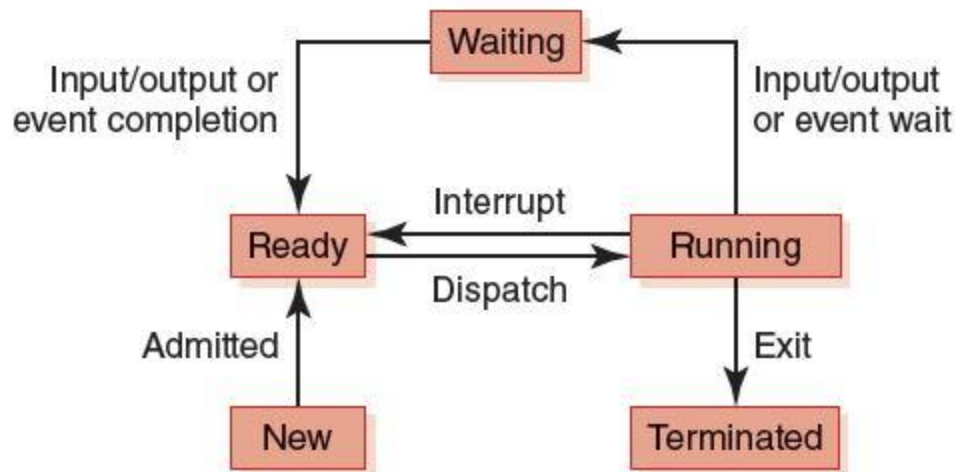 Waiting
Input/output or
event completion
Input/output
or event wait
Interrupt
Ready
Running
Dispatch
Admitted
Exit
New
Terminated